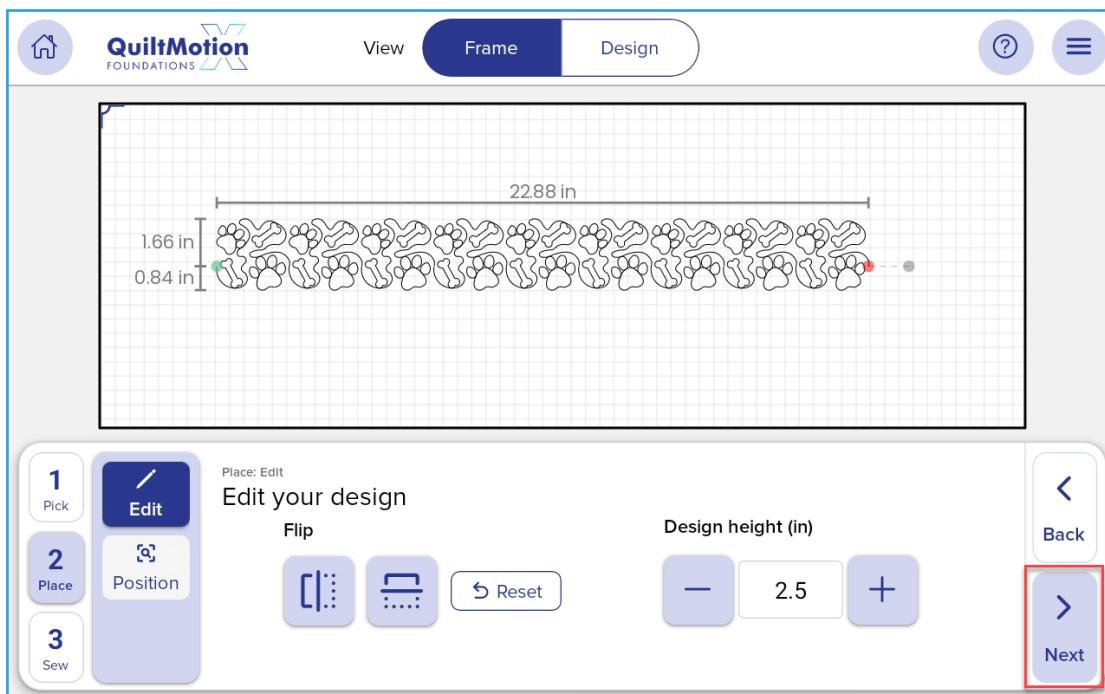 QuiltMotion
FOUNDATIONS
View
Frame
Design
?
22.88 in
1.66 in
0.84 in
1
Pick
2
Place
3
Sew
Edit
Position
Place: Edit
Edit your design
Flip
Reset
Design height (in)
2.5
Back
Next